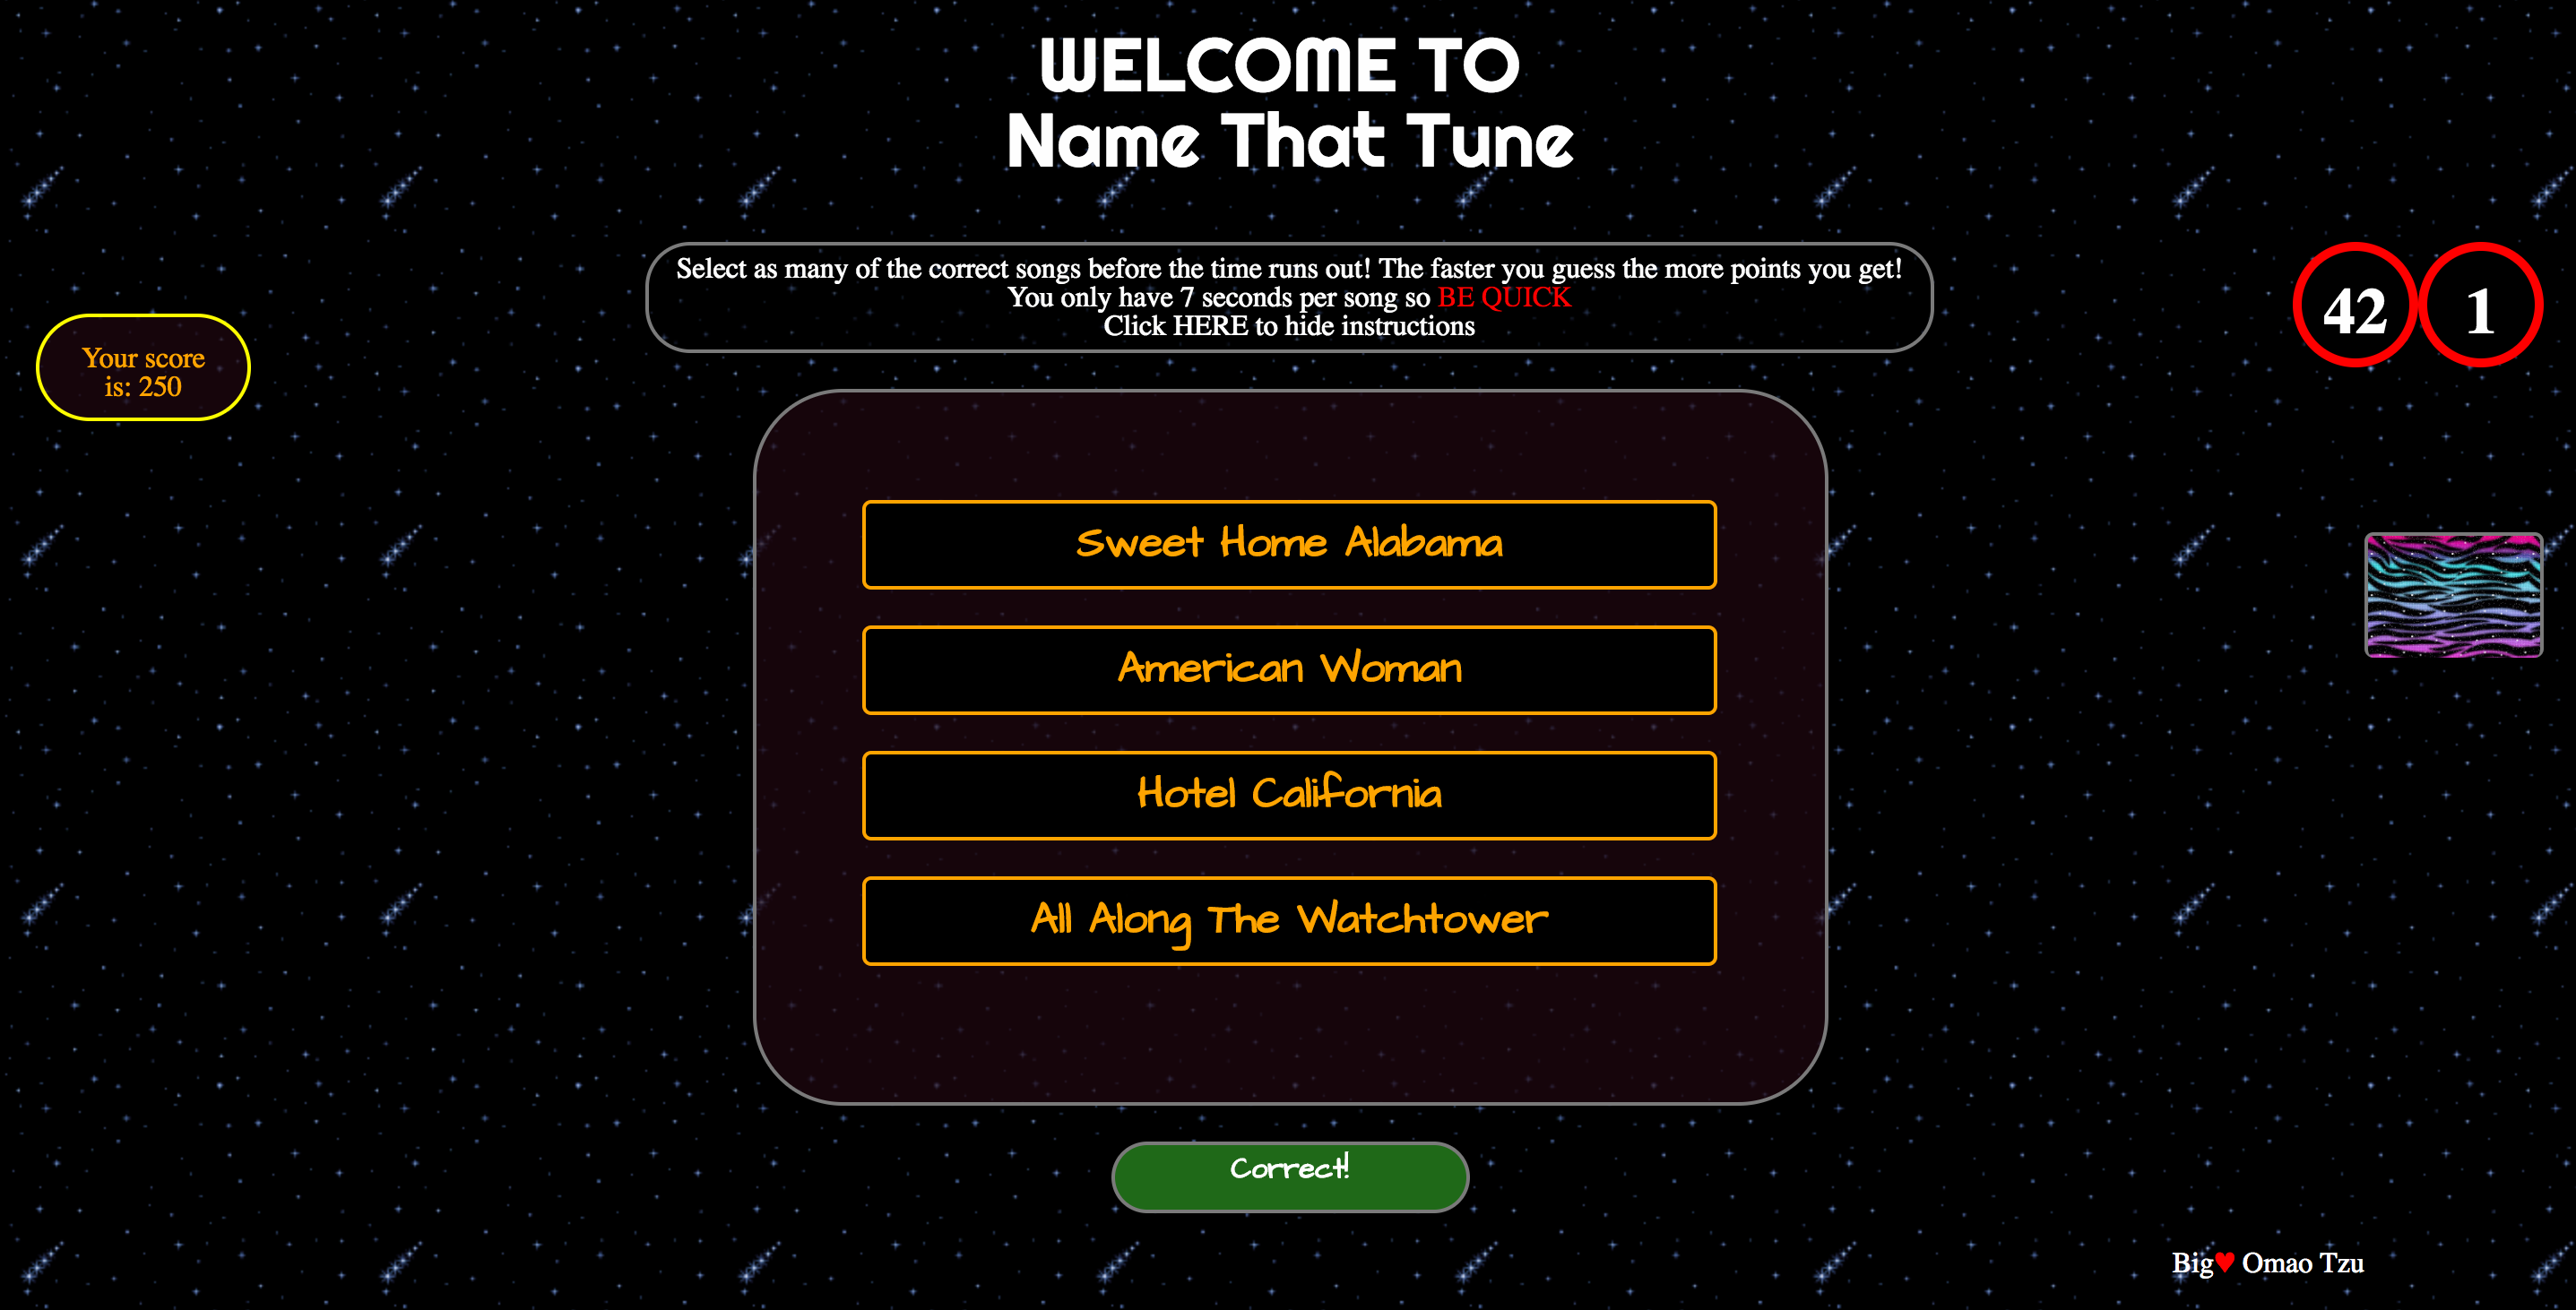 WELCOME TO
Name That Tune
Select as many of the correct songs before the time runs out! The faster you guess the more points you get!
You only have 7 seconds per song so BE QUICK
Click HERE to hide instructions
Your score
is: 250
42
1
Sweet Home Alabama
American Woman
Hotel California
All Along The Watchtower
Correct!
Big♥ Omao Tzu